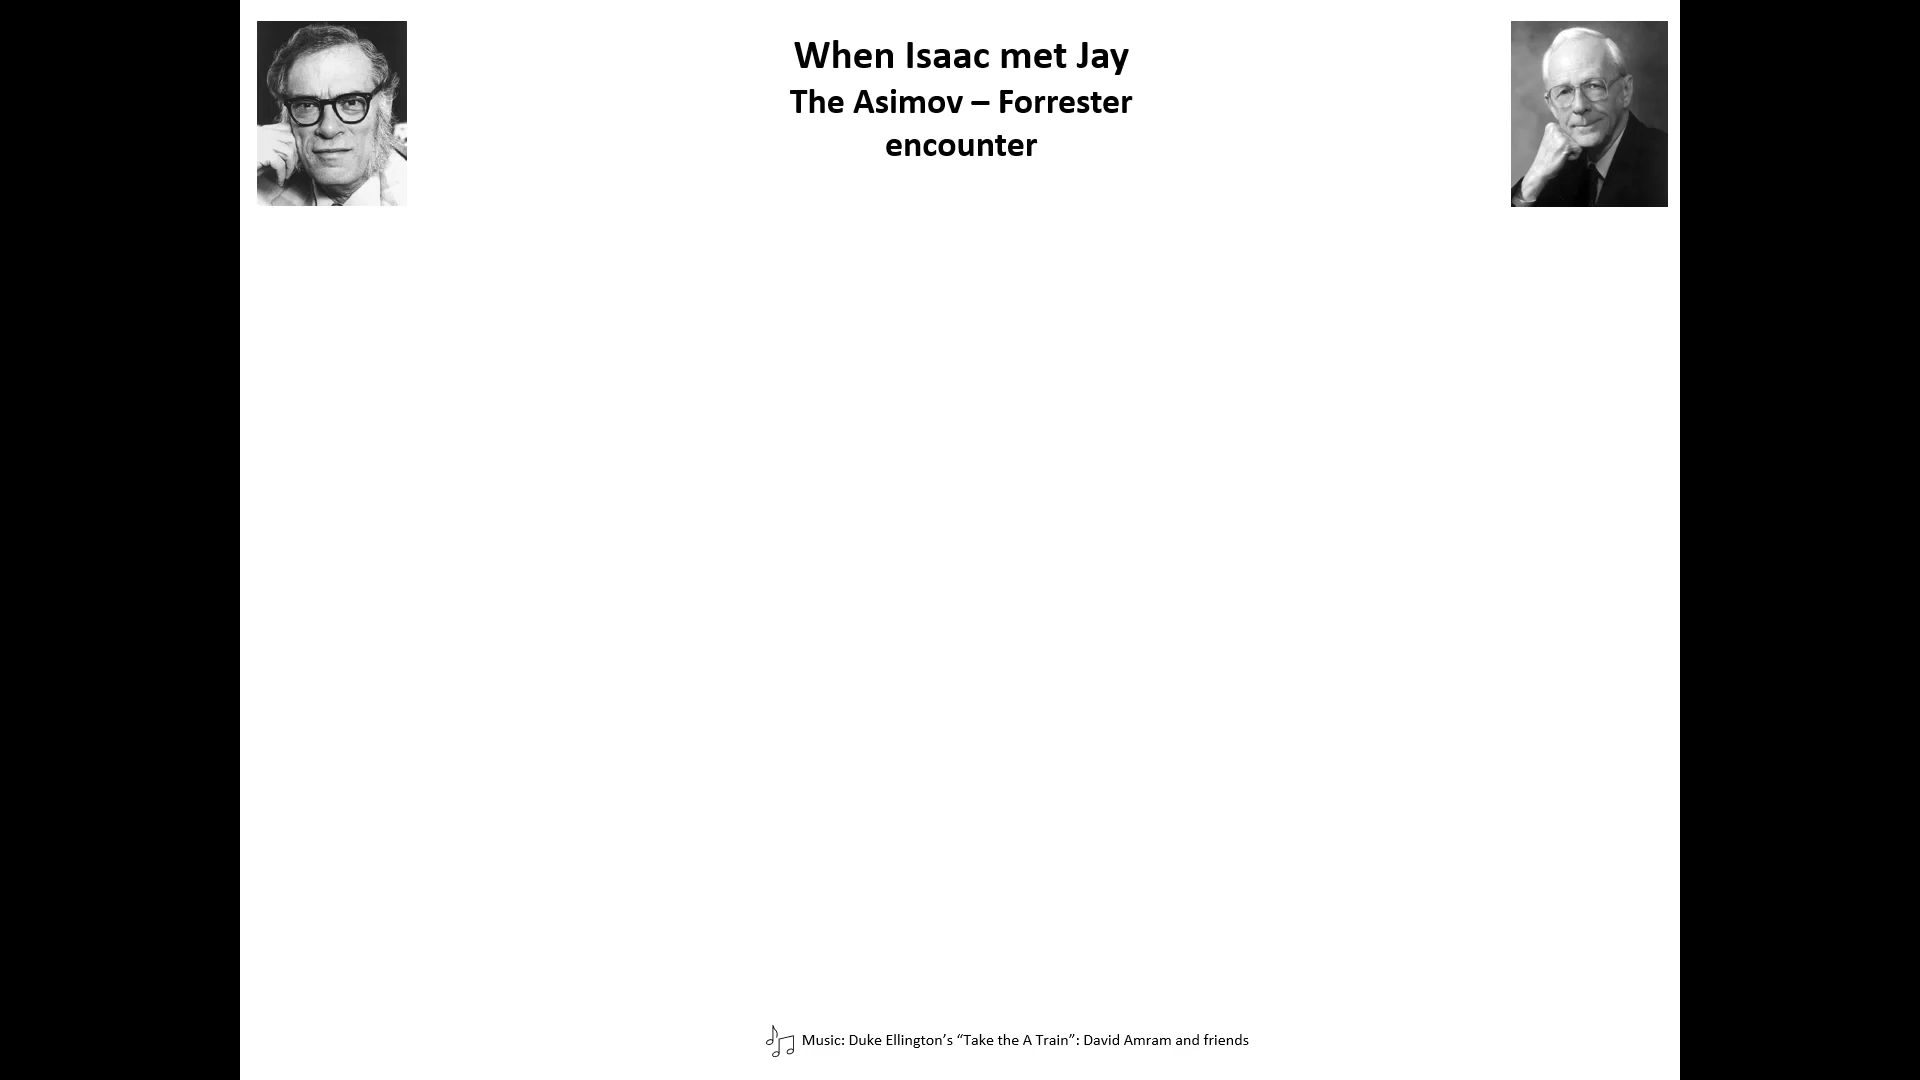 When Isaac met Jay
The Asimov – Forrester
encounter
Music: Duke Ellington’s “Take the A Train”: David Amram and friends